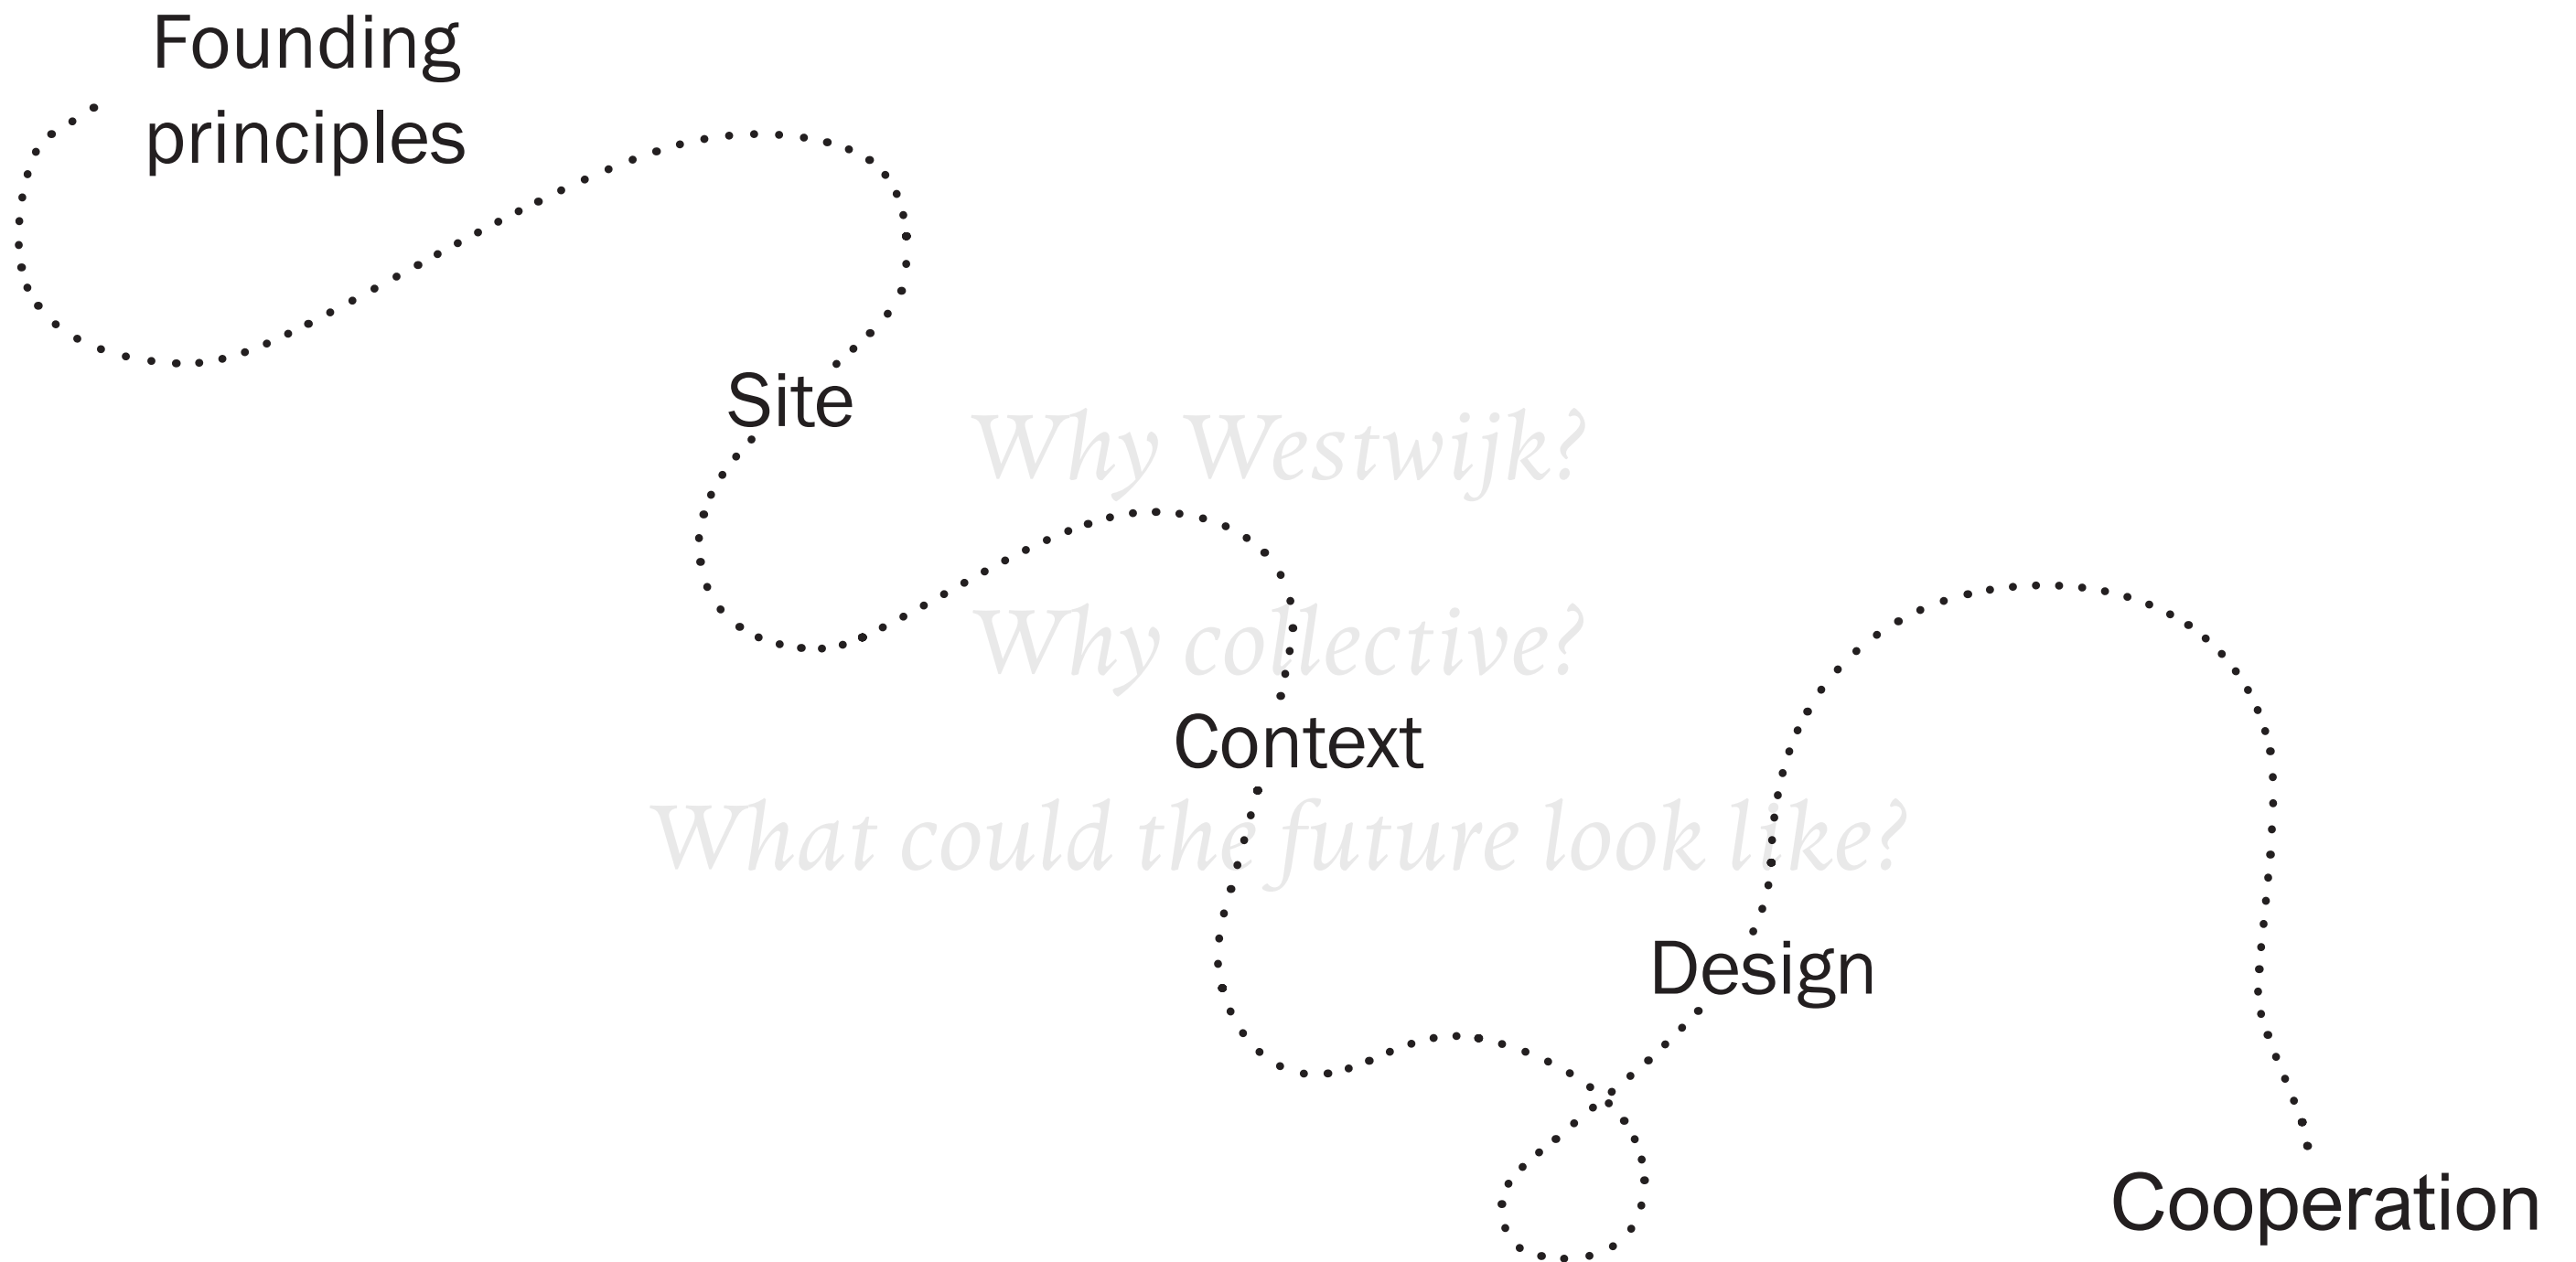 Founding
principles
Site
Why Westwijk?
Why collective?
Context
What could the future look like?
Design
Cooperation